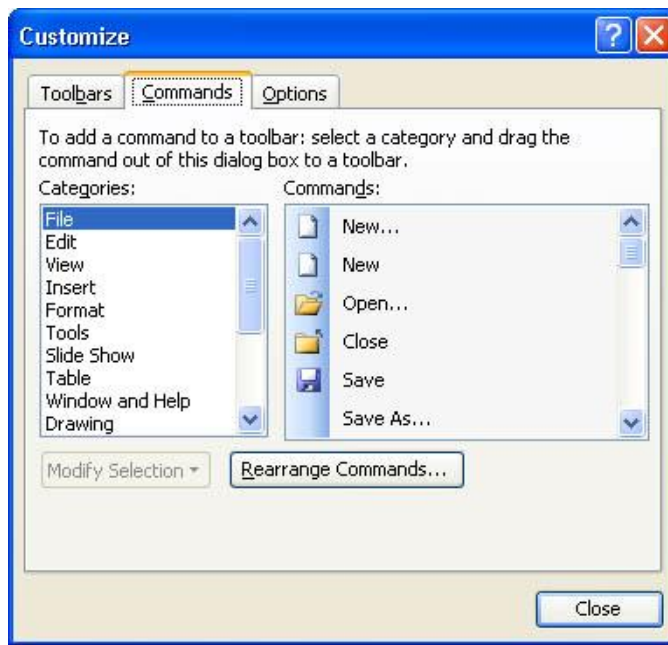 Customize
Toolbars Commands Options
To add a command to a toolbar: select a category and drag the
command out of this dialog box to a toolbar.
Categories: Commands:
File
Edit
View
Insert
Format
Tools
Slide Show
Table
Window and Help
Drawing
New...
New
Open...
Close
Save
Save As...
Modify Selection Rearrange Commands...
Close